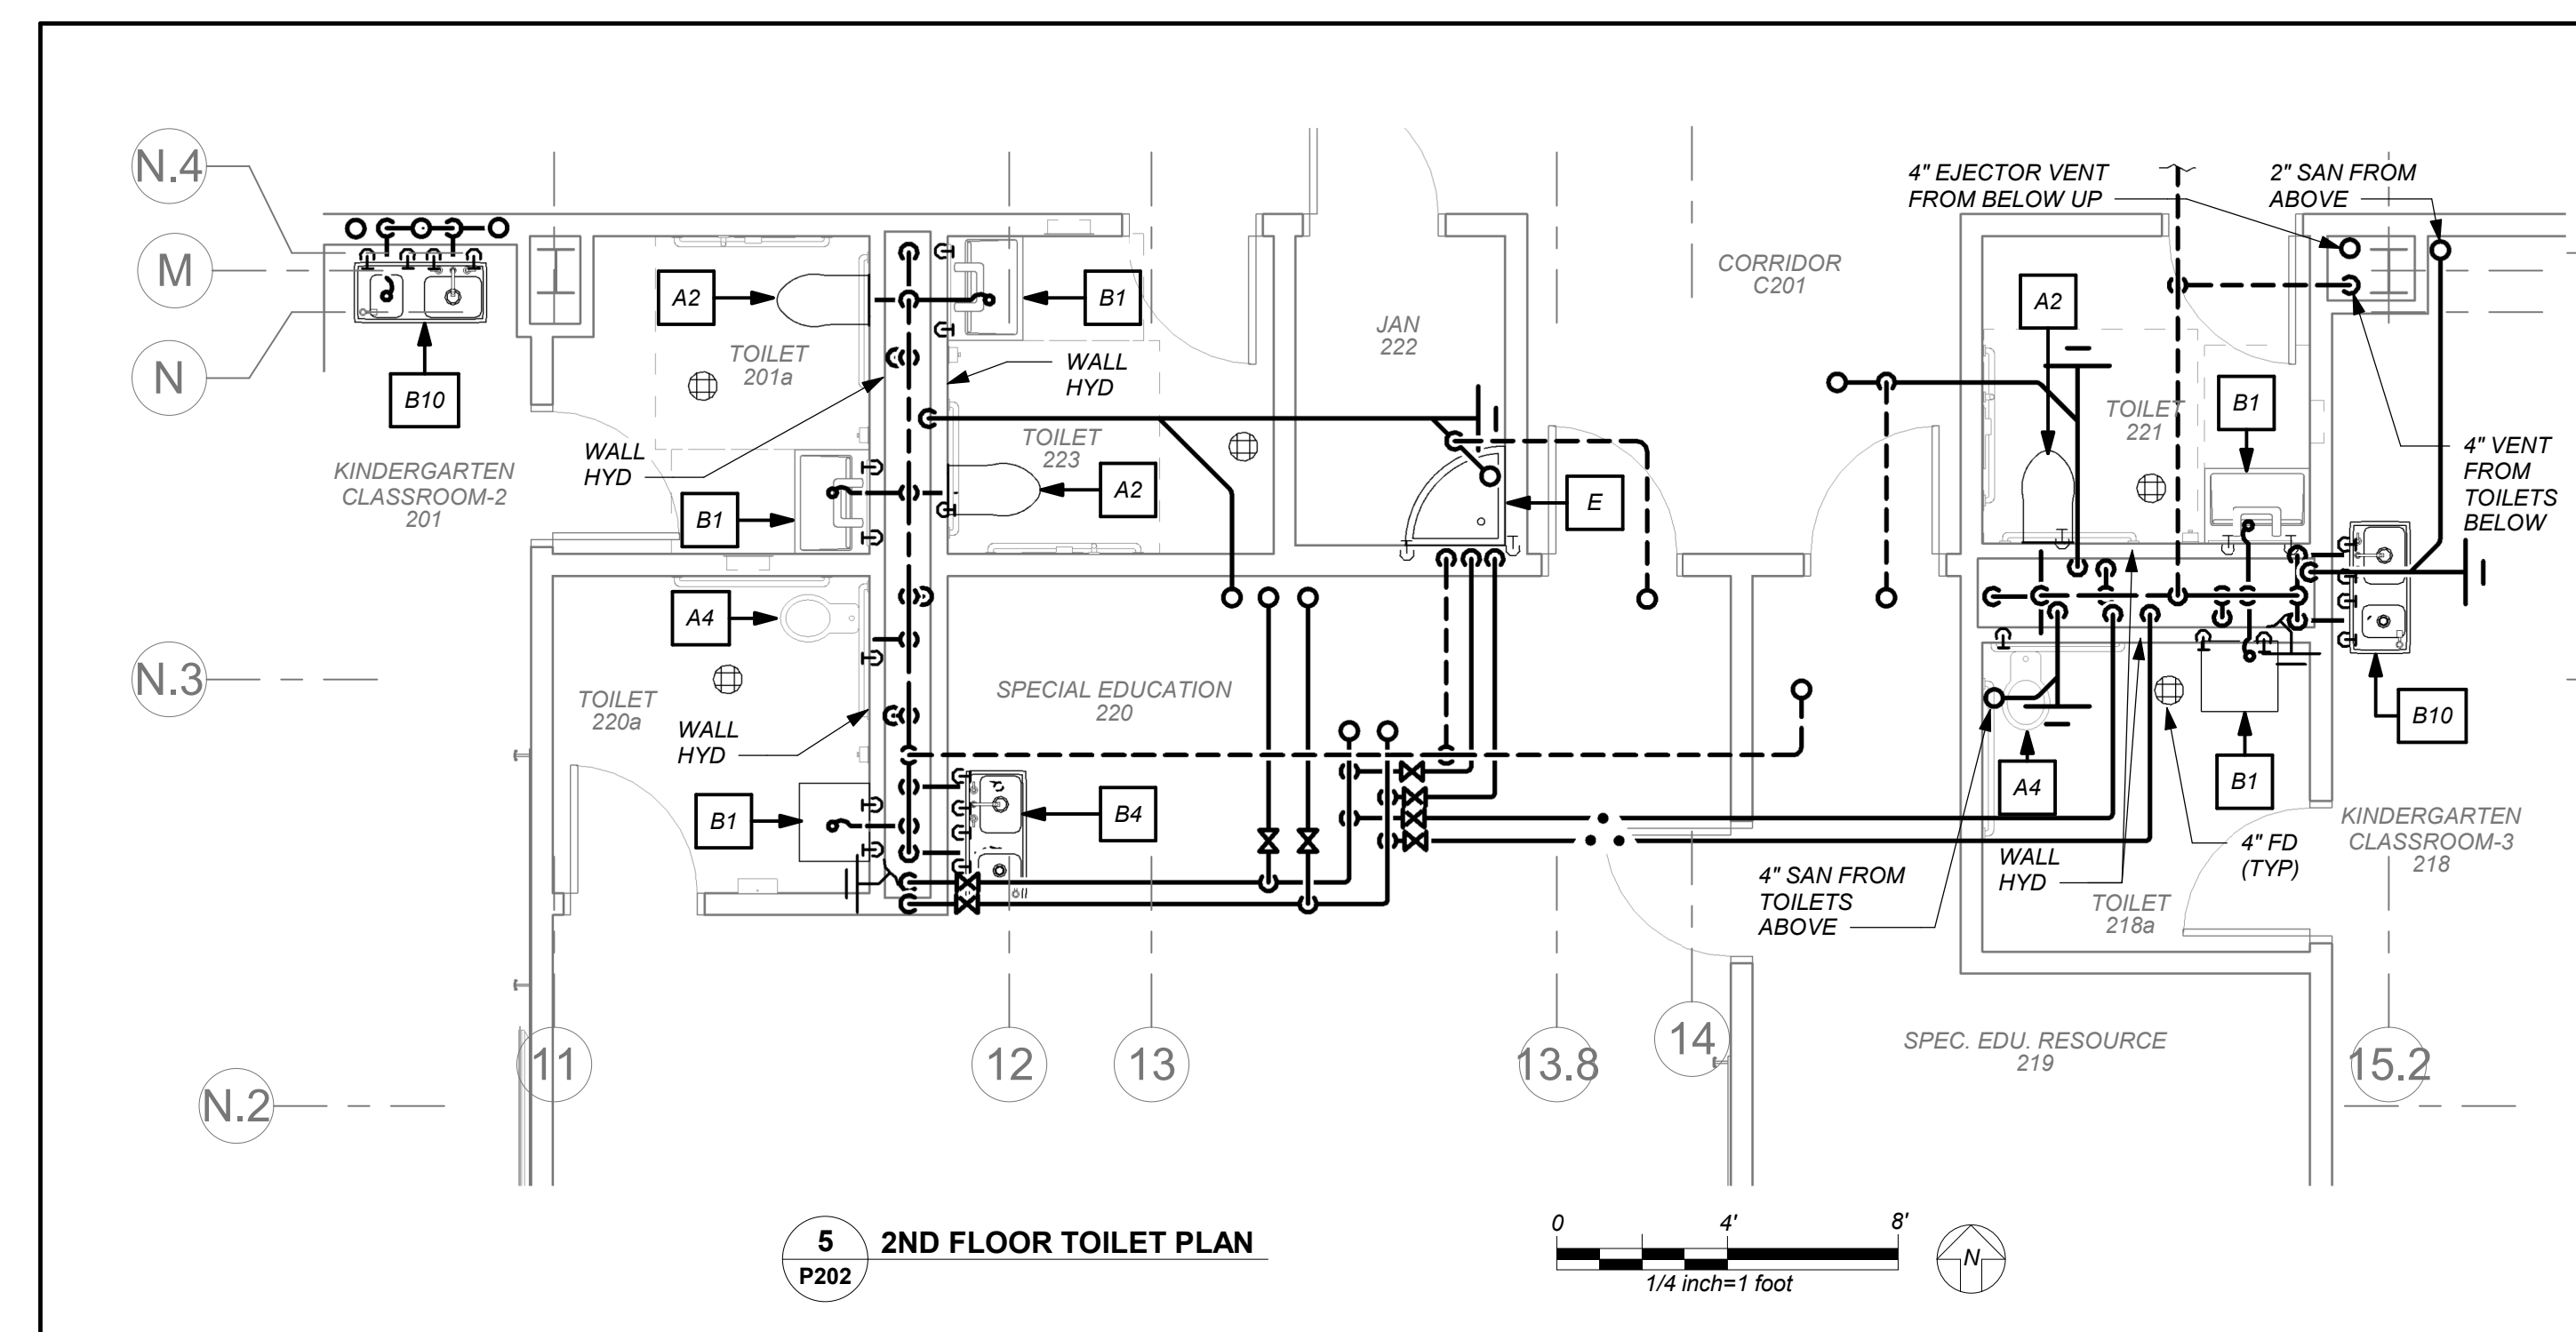 N.4
M
N
N.3
N.2
A2
TOILET
201a
B1
WALL
HYD
B10
KINDERGARTEN
CLASSROOM-2
201
WALL
HYD
B1
TOILET
223
A2
JAN
222
E
CORRIDOR
C201
4" EJECTOR VENT
FROM BELOW UP
2" SAN FROM
ABOVE
A2
TOILET
221
B1
4" VENT
FROM
TOILETS
BELOW
A4
TOILET
220a
WALL
HYD
B1
SPECIAL EDUCATION
220
B4
4" SAN FROM
TOILETS
ABOVE
A4
WALL
HYD
B1
4" FD
(TYP)
TOILET
218a
B10
KINDERGARTEN
CLASSROOM-3
218
SPEC. EDU. RESOURCE
219
11
12
13
13.8
14
15.2
5
P202
2ND FLOOR TOILET PLAN
0 4' 8'
1/4 inch=1 foot
N